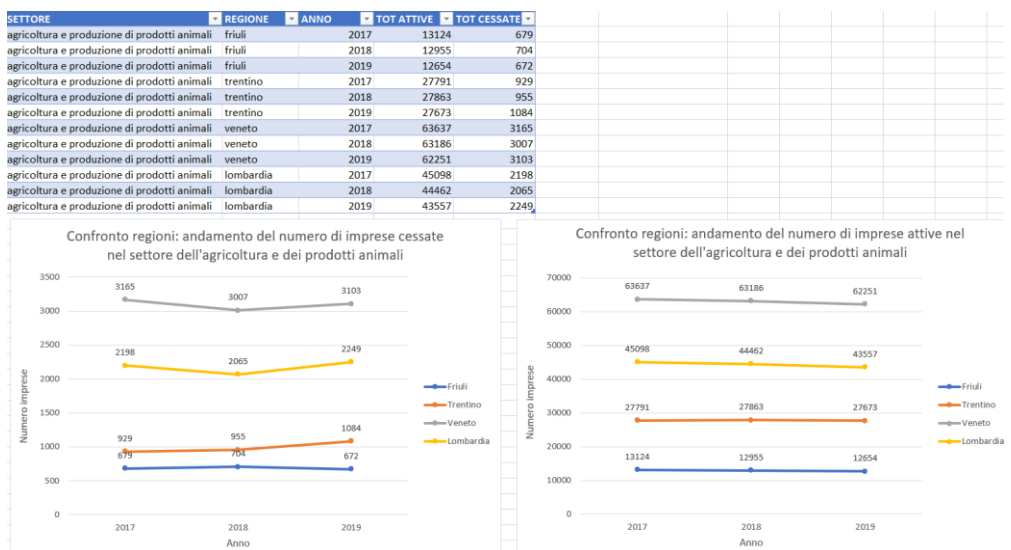 SETTORE REGIONE ANNO TOT ATTIVE TOT CESSATE
agricoltura e produzione di prodotti animali friuli 2017 13124 679
agricoltura e produzione di prodotti animali friuli 2018 12955 704
agricoltura e produzione di prodotti animali friuli 2019 12654 672
agricoltura e produzione di prodotti animali trentino 2017 27791 929
agricoltura e produzione di prodotti animali trentino 2018 27863 955
agricoltura e produzione di prodotti animali trentino 2019 27673 1084
agricoltura e produzione di prodotti animali veneto 2017 63637 3165
agricoltura e produzione di prodotti animali veneto 2018 63186 3007
agricoltura e produzione di prodotti animali veneto 2019 62251 3103
agricoltura e produzione di prodotti animali lombardia 2017 45098 2198
agricoltura e produzione di prodotti animali lombardia 2018 44462 2065
agricoltura e produzione di prodotti animali lombardia 2019 43557 2249
Confronto regioni: andamento del numero di imprese cessate
nel settore dell'agricoltura e dei prodotti animali
3500
3000
2500
2000
1500
1000
500
0
Numero imprese
3165 3007 3103
2198 2065 2249
929 955 1084
679 704 672
2017 2018 2019
Anno
Friuli
Trentino
Veneto
Lombardia
Confronto regioni: andamento del numero di imprese attive nel
settore dell'agricoltura e dei prodotti animali
70000
60000
50000
40000
30000
20000
10000
0
Numero imprese
63637 63186 62251
45098 44462 43557
27791 27863 27673
13124 12955 12654
2017 2018 2019
Anno
Friuli
Trentino
Veneto
Lombardia